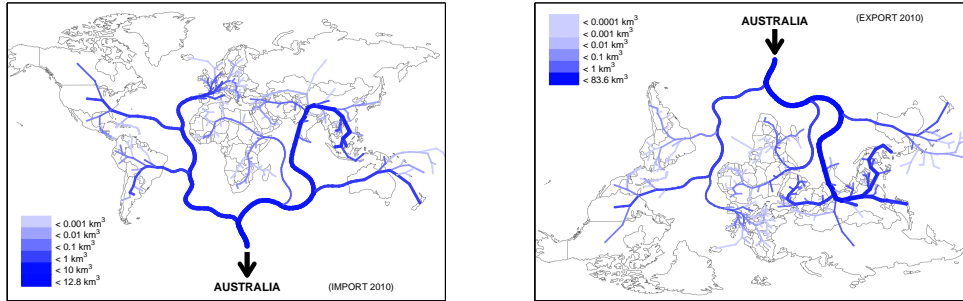 < 0.001 km³
< 0.01 km³
< 0.1 km³
< 1 km³
< 10 km³
< 12.8 km³
AUSTRALIA
(IMPORT 2010)
< 0.0001 km³
< 0.001 km³
< 0.01 km³
< 0.1 km³
< 1 km³
< 83.6 km³
AUSTRALIA
(EXPORT 2010)